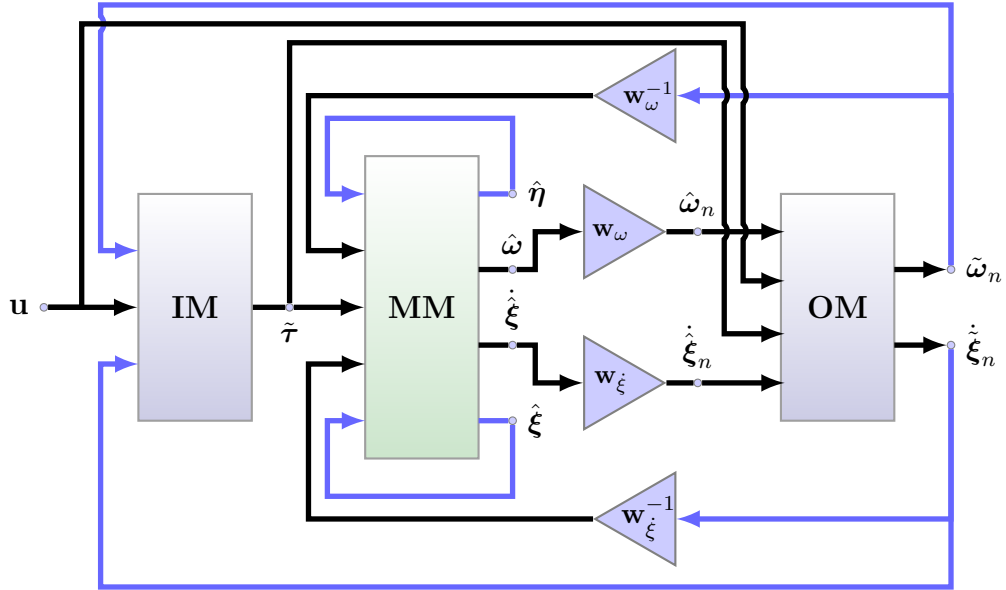 w_ω^{-1}
η̂
w_ω
ω̂_n
ω̂
ω̃_n
u
IM
τ̃
MM
ξ̂̇
OM
ξ̂̇_n
ξ̃̇_n
w_ξ̇
ξ̂
w_ξ̇^{-1}